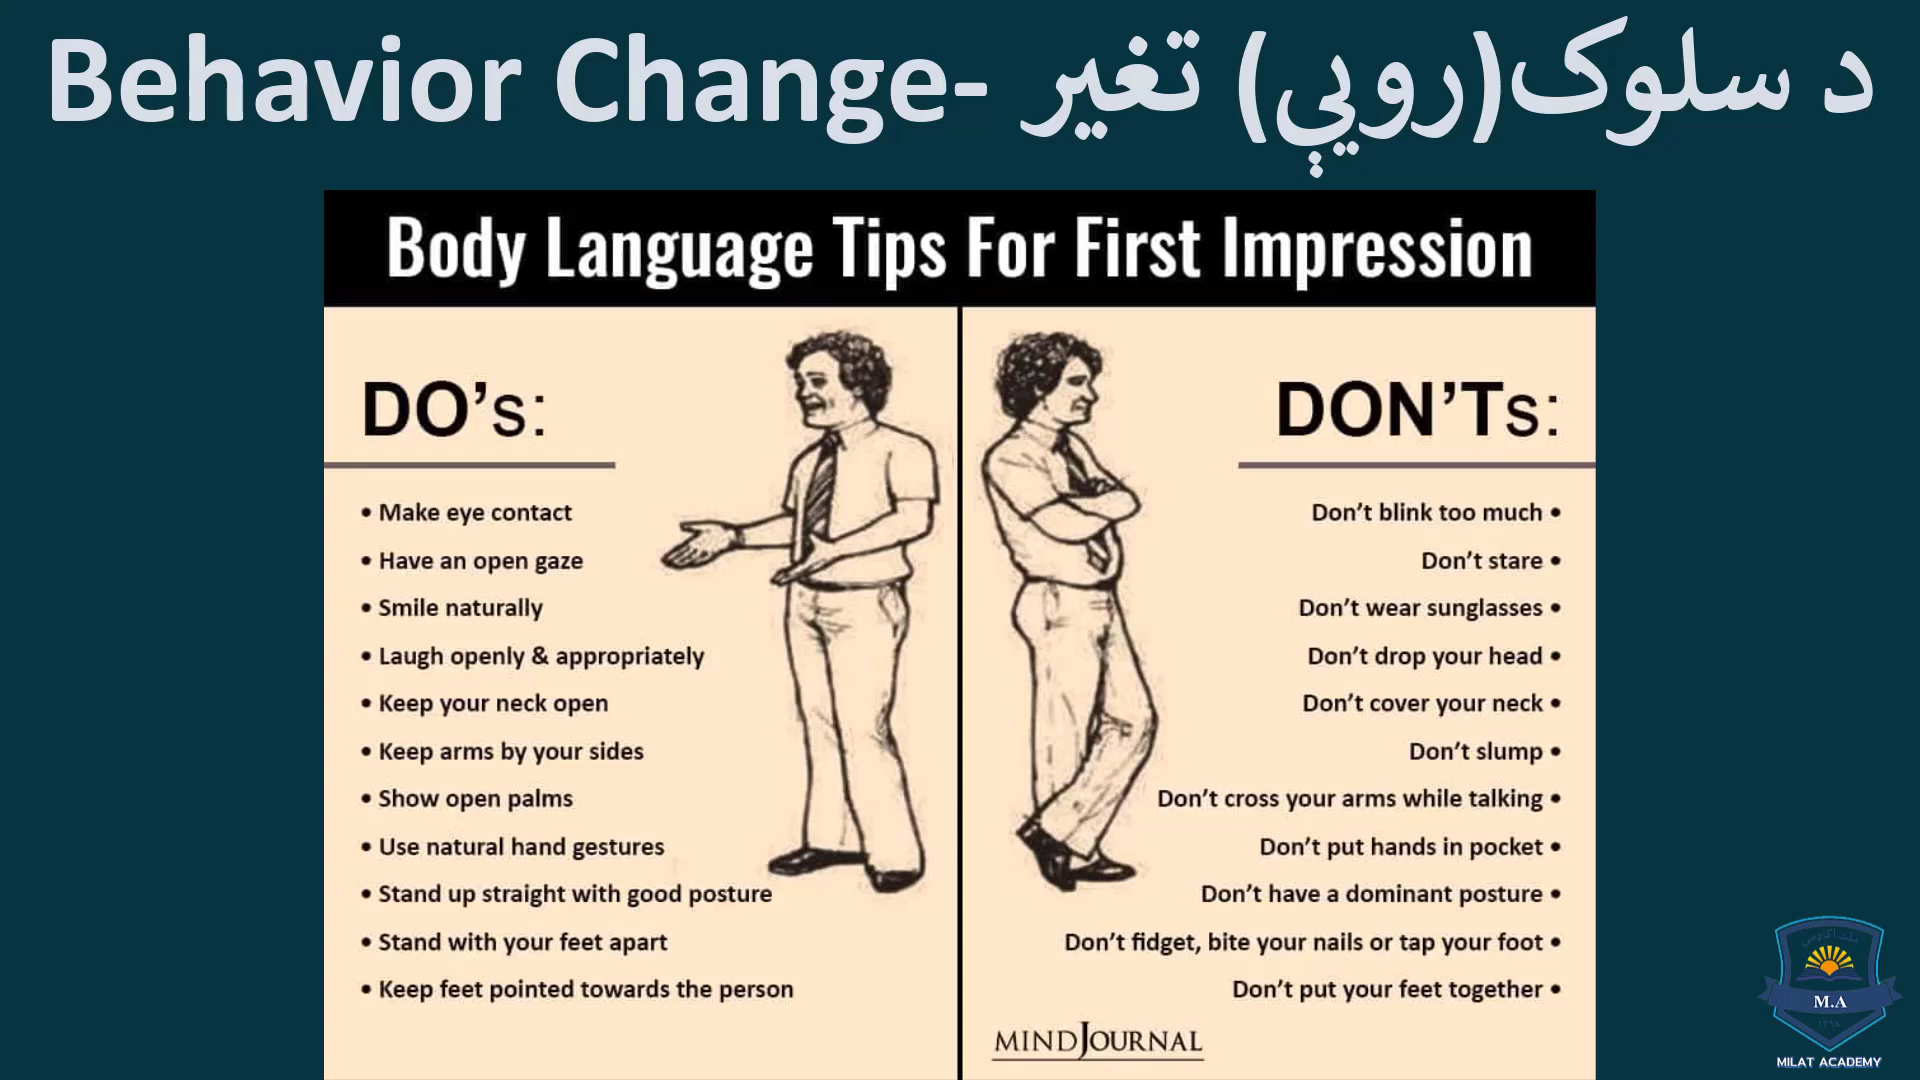 Behavior Change- د سلوک(رویې) تغیر
Body Language Tips For First Impression
DO's:
• Make eye contact
• Have an open gaze
• Smile naturally
• Laugh openly & appropriately
• Keep your neck open
• Keep arms by your sides
• Show open palms
• Use natural hand gestures
• Stand up straight with good posture
• Stand with your feet apart
• Keep feet pointed towards the person
DON'Ts:
Don't blink too much •
Don't stare •
Don't wear sunglasses •
Don't drop your head •
Don't cover your neck •
Don't slump •
Don't cross your arms while talking •
Don't put hands in pocket •
Don't have a dominant posture •
Don't fidget, bite your nails or tap your foot •
Don't put your feet together •
MINDJOURNAL
ملت اکاډمي
M.A
۱۳۹۸
MILAT ACADEMY